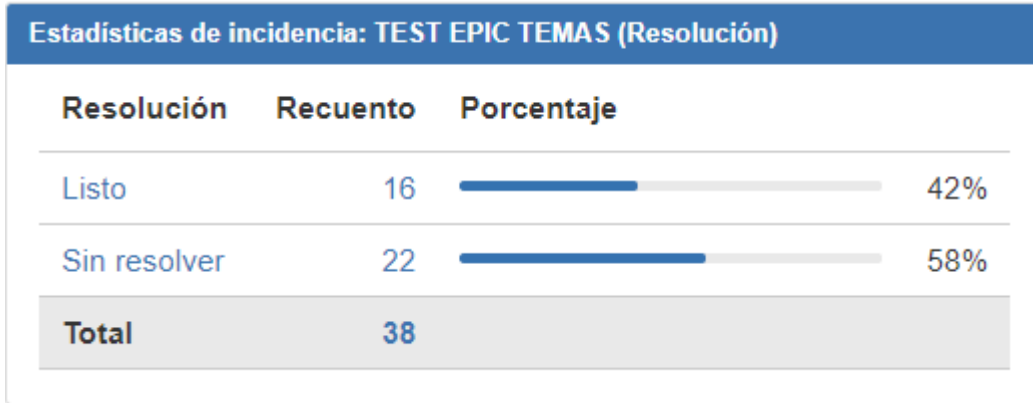 Estadísticas de incidencia: TEST EPIC TEMAS (Resolución)
Resolución Recuento Porcentaje
Listo 16 42%
Sin resolver 22 58%
Total 38